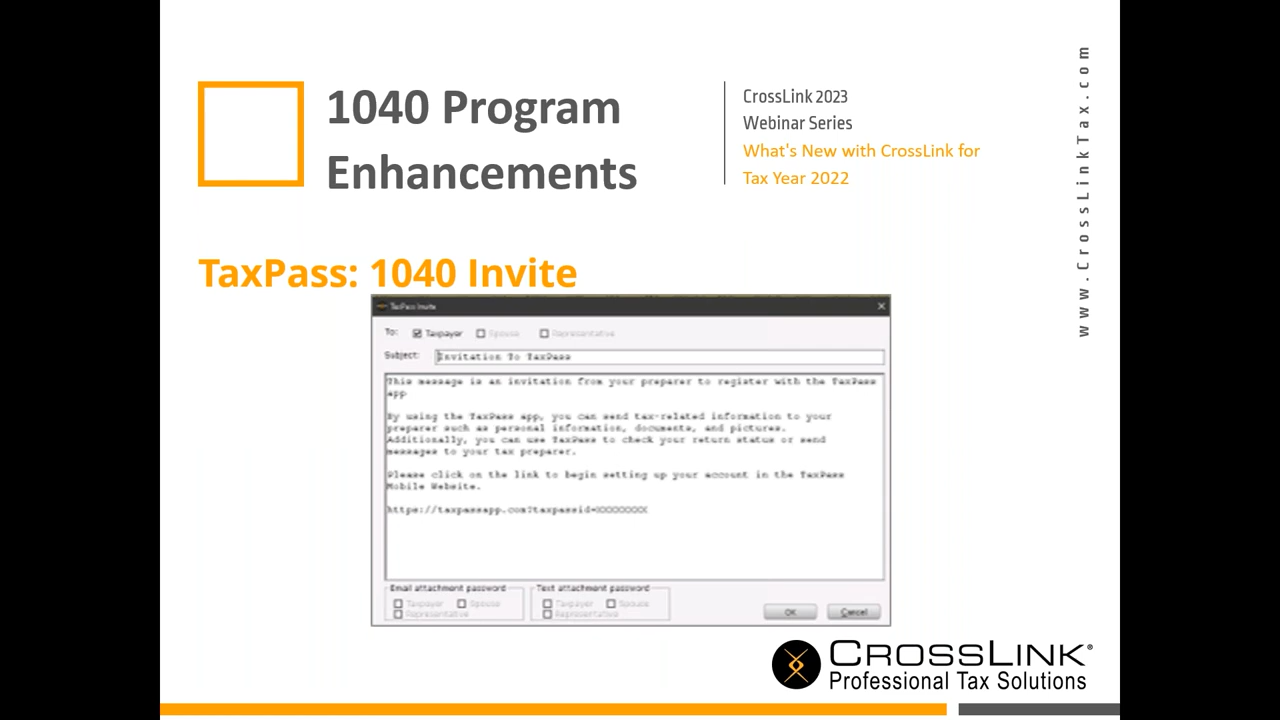 1040 Program
Enhancements
CrossLink 2023
Webinar Series
What's New with CrossLink for
Tax Year 2022
www.CrossLinkTax.com
TaxPass: 1040 Invite
TaxPass Invite
To: Taxpayer Spouse Representative
Subject: Invitation To TaxPass
This message is an invitation from your preparer to register with the TaxPass
app
By using the TaxPass app, you can send tax-related information to your
preparer such as personal information, documents, and pictures.
Additionally, you can use TaxPass to check your return status or send
messages to your tax preparer.
Please click on the link to begin setting up your account in the TaxPass
Mobile Website.
https://taxpassapp.com?taxpassid=XXXXXXXX
Email attachment password Text attachment password
Taxpayer Spouse Taxpayer Spouse
Representative Representative
OK Cancel
CROSSLINK®
Professional Tax Solutions